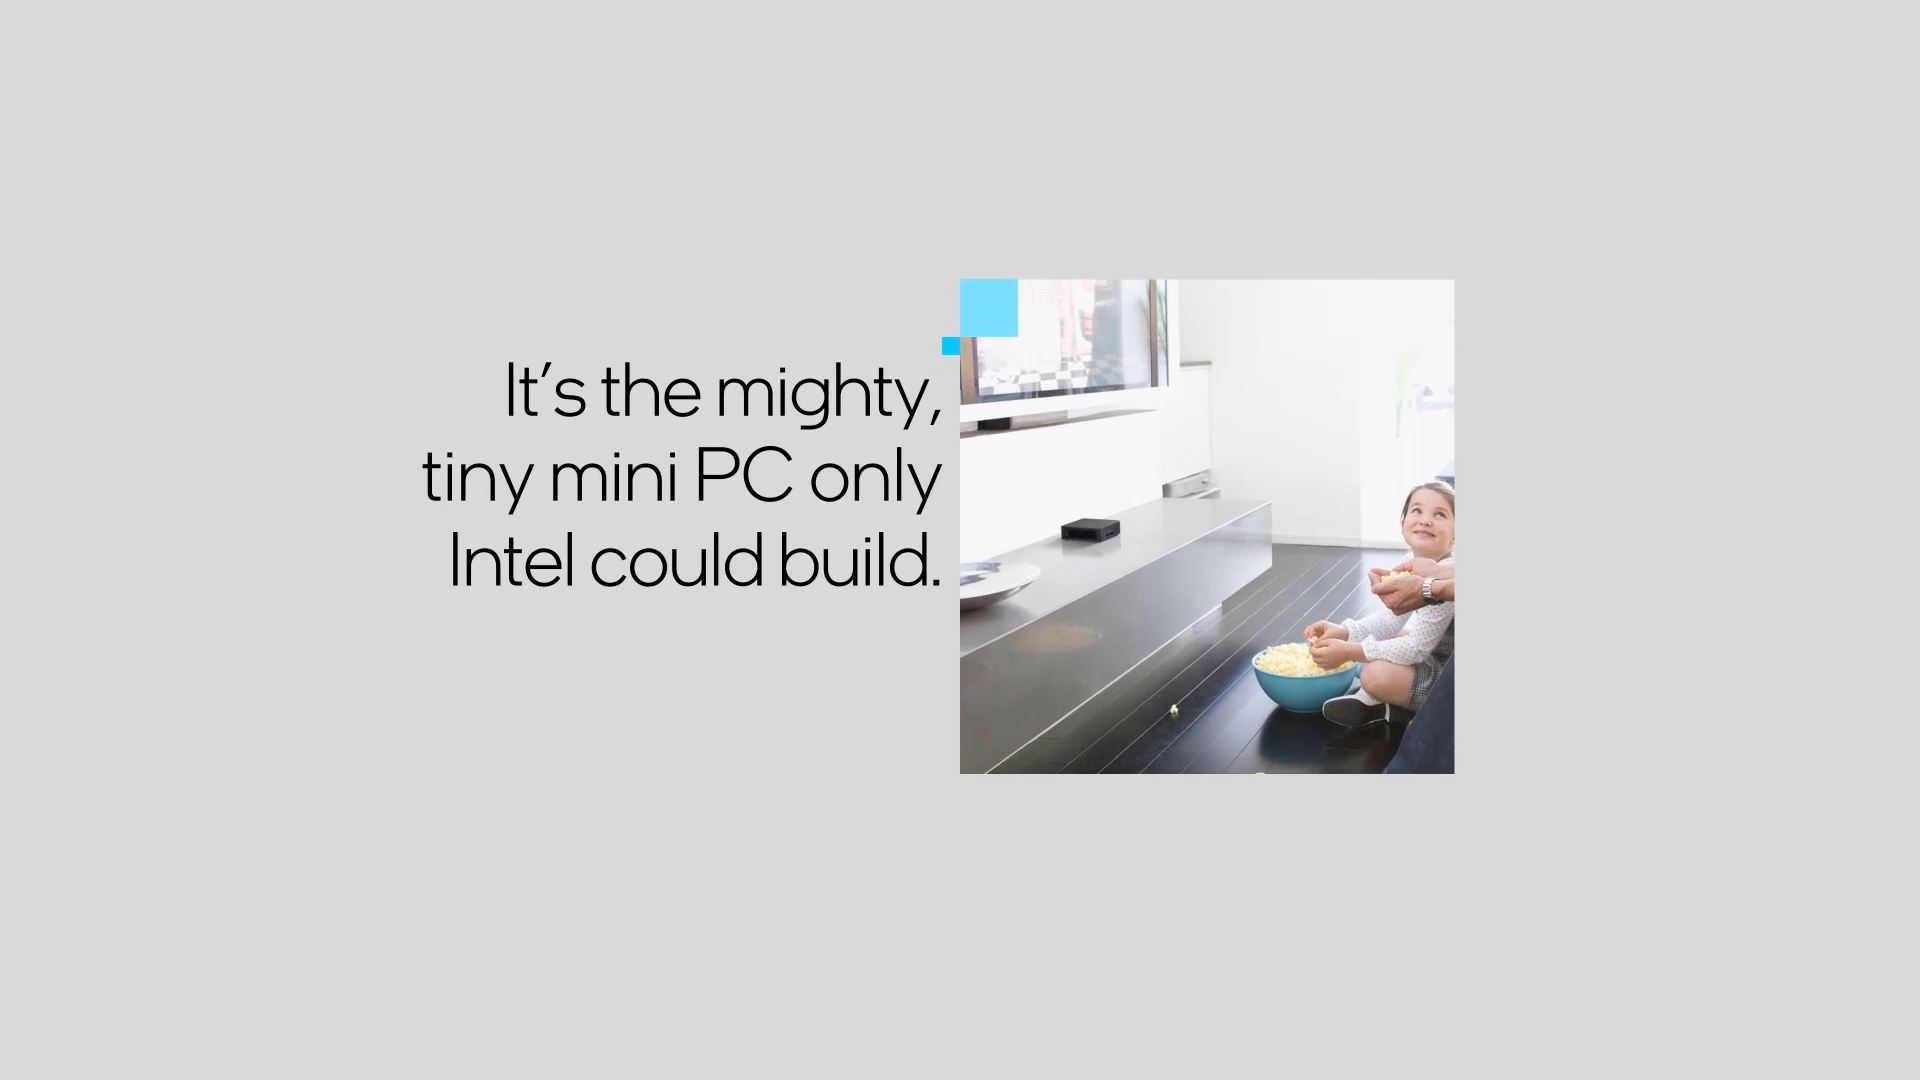 It’s the mighty,
tiny mini PC only
Intel could build.